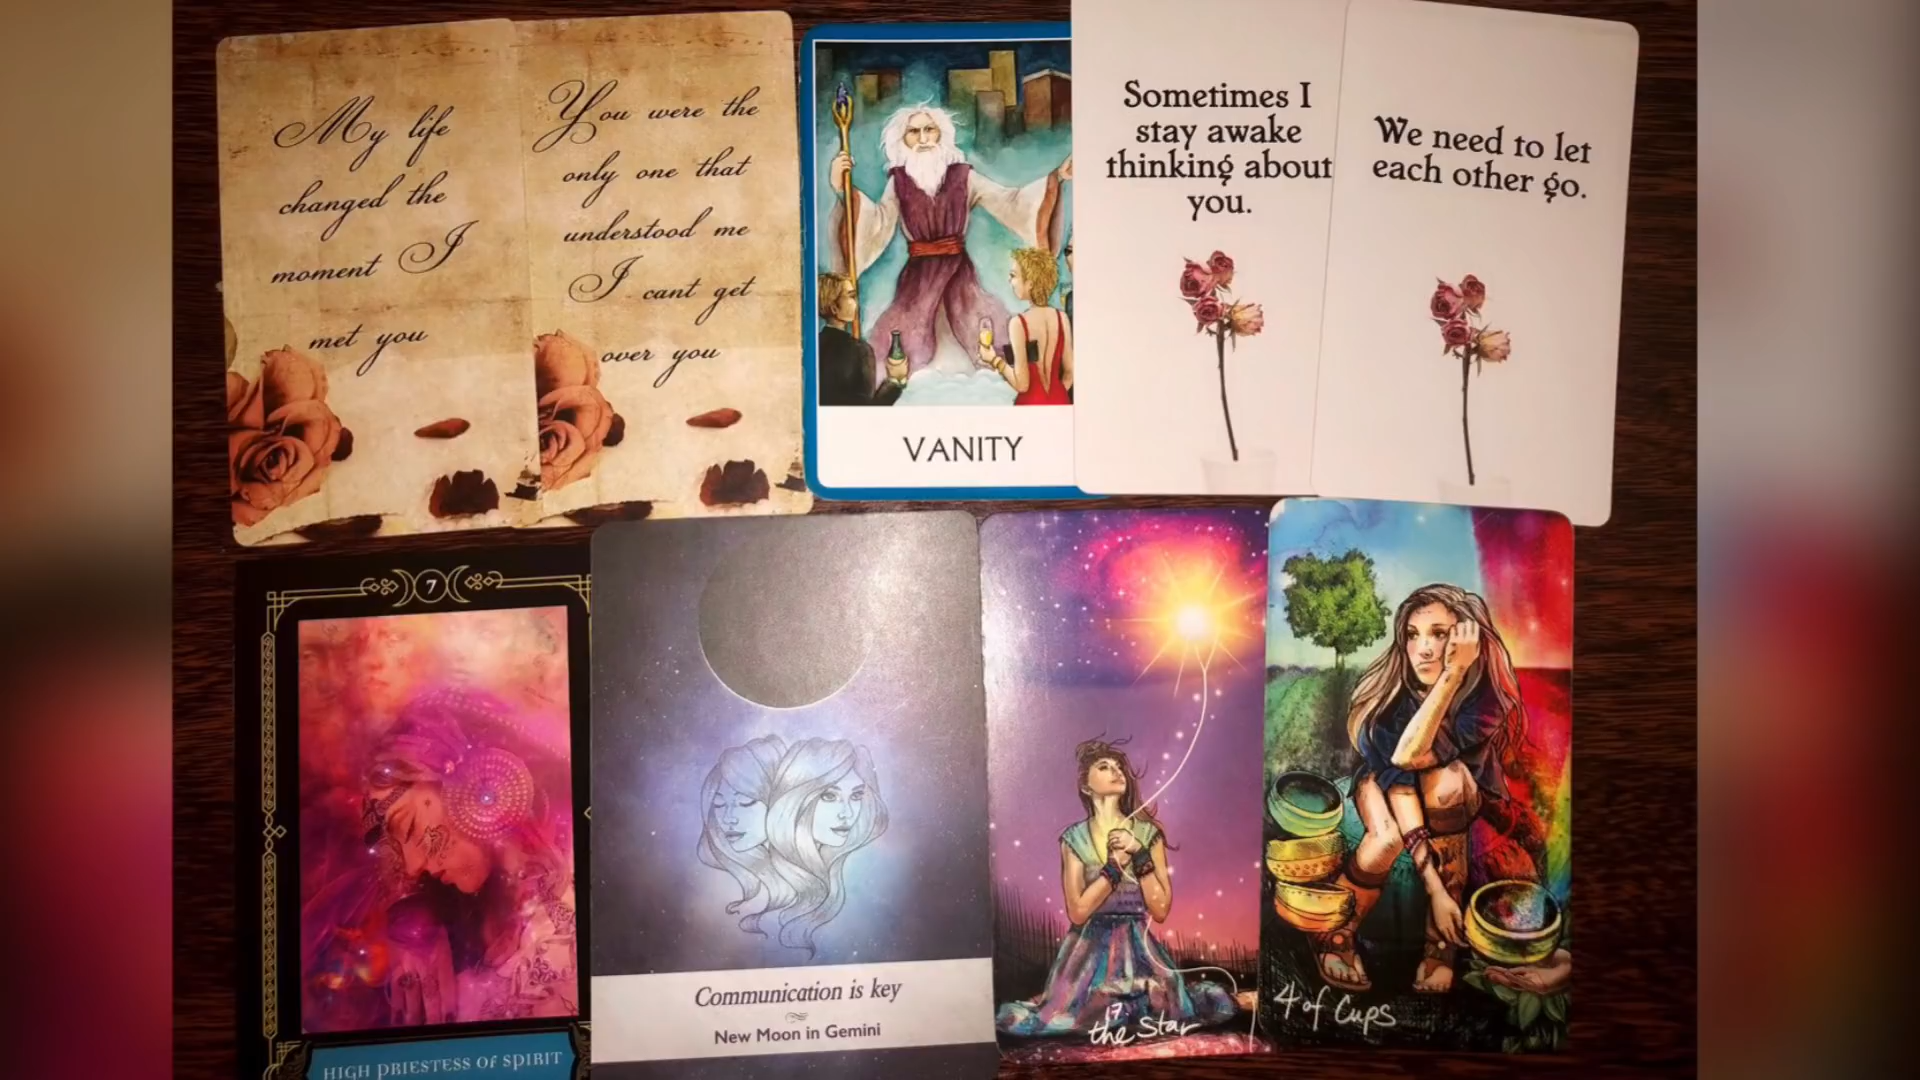 My life
changed the
moment I
met you
You were the
only one that
understood me
I cant get
over you
VANITY
Sometimes I
stay awake
thinking about
you.
We need to let
each other go.
7
HIGH PRIESTESS OF SPIRIT
Communication is key
New Moon in Gemini
17
the Star
4 of Cups